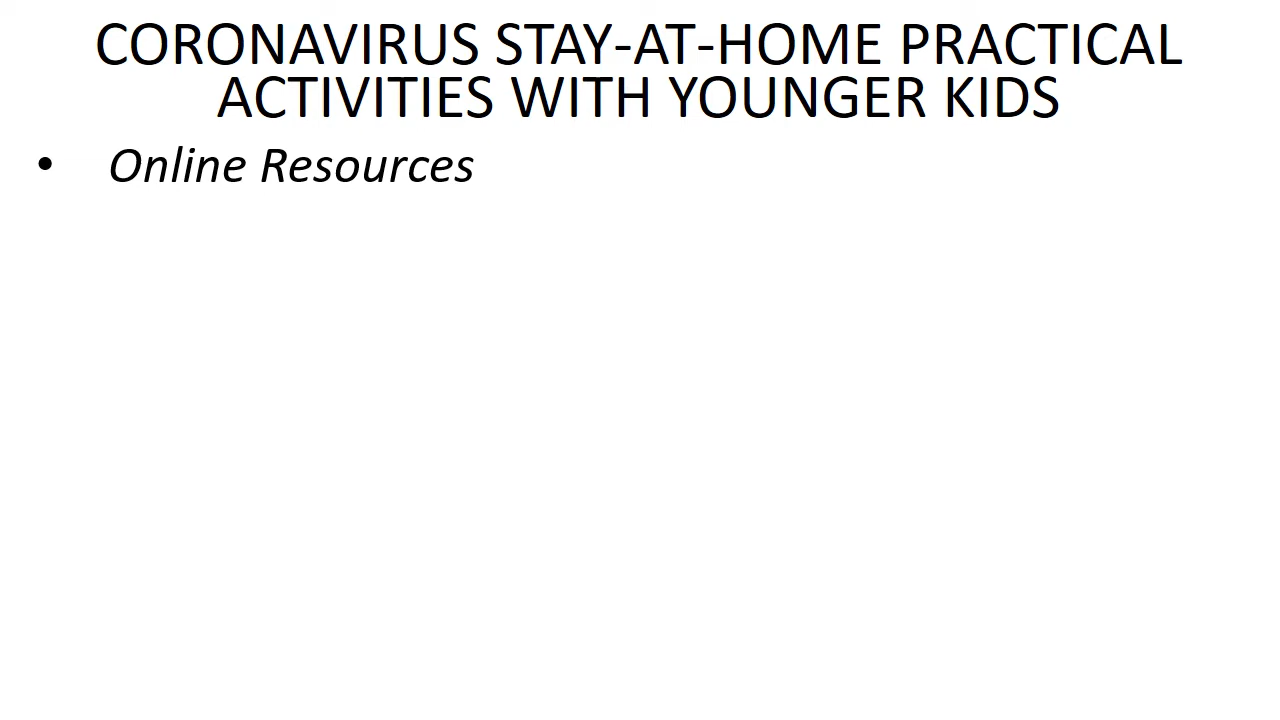 CORONAVIRUS STAY-AT-HOME PRACTICAL
ACTIVITIES WITH YOUNGER KIDS
• Online Resources